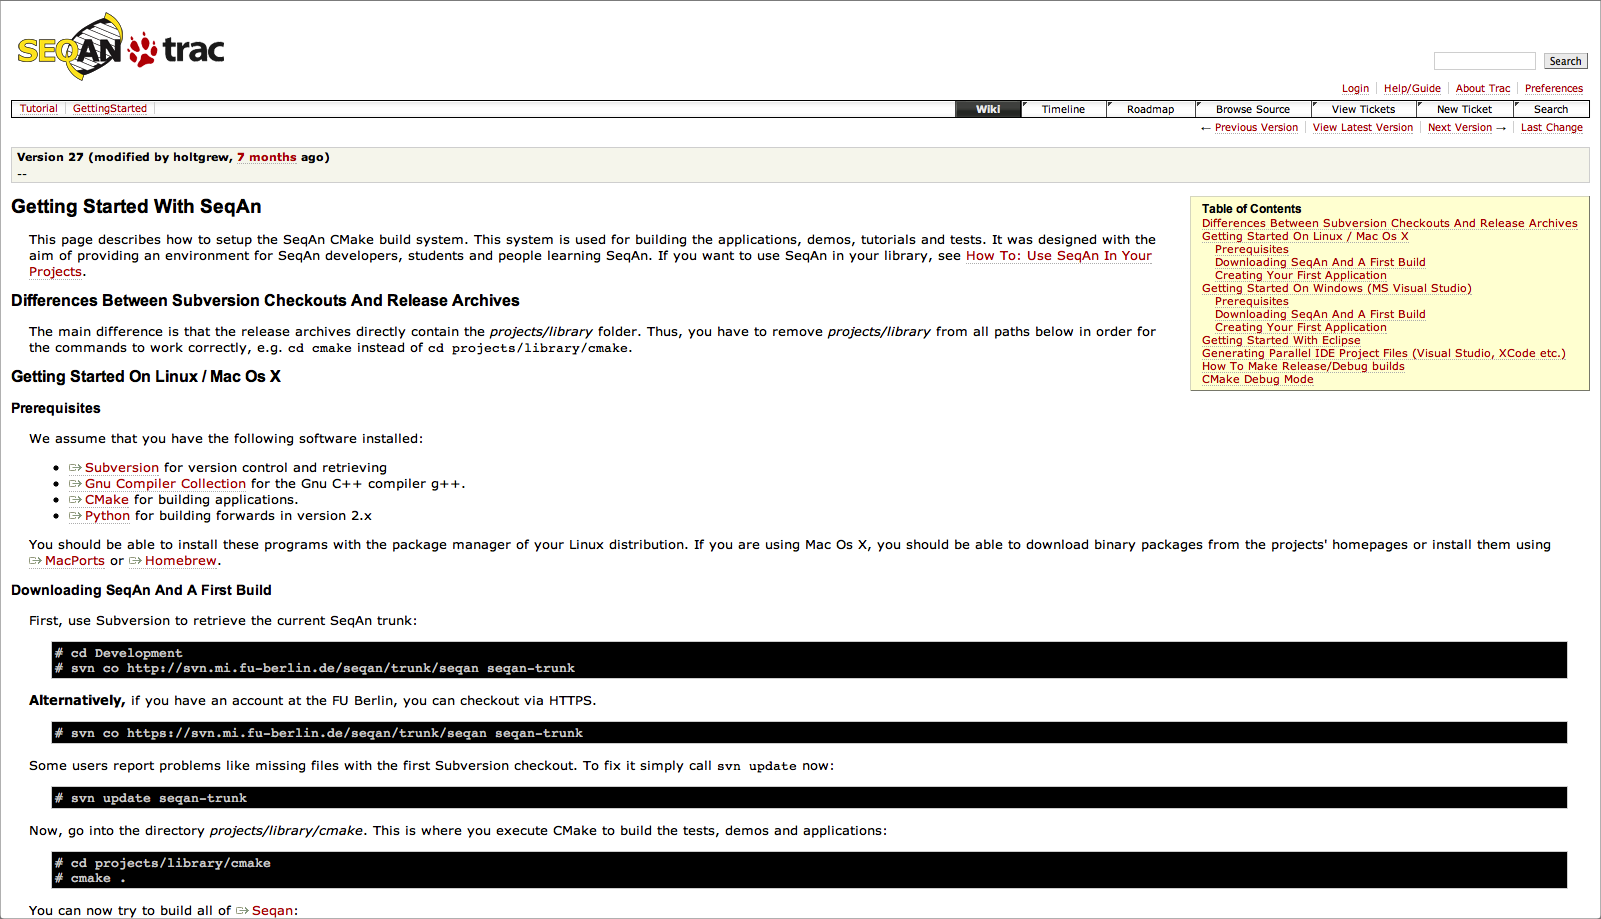 SEQAN trac
Search
Login Help/Guide About Trac Preferences
Tutorial GettingStarted Wiki Timeline Roadmap Browse Source View Tickets New Ticket Search
← Previous Version View Latest Version Next Version → Last Change
Version 27 (modified by holtgrew, 7 months ago)
--
Getting Started With SeqAn
This page describes how to setup the SeqAn CMake build system. This system is used for building the applications, demos, tutorials and tests. It was designed with the
aim of providing an environment for SeqAn developers, students and people learning SeqAn. If you want to use SeqAn in your library, see How To: Use SeqAn In Your
Projects.
Table of Contents
Differences Between Subversion Checkouts And Release Archives
Getting Started On Linux / Mac Os X
Prerequisites
Downloading SeqAn And A First Build
Creating Your First Application
Getting Started On Windows (MS Visual Studio)
Prerequisites
Downloading SeqAn And A First Build
Creating Your First Application
Getting Started With Eclipse
Generating Parallel IDE Project Files (Visual Studio, XCode etc.)
How To Make Release/Debug builds
CMake Debug Mode
Differences Between Subversion Checkouts And Release Archives
The main difference is that the release archives directly contain the projects/library folder. Thus, you have to remove projects/library from all paths below in order for
the commands to work correctly, e.g. cd cmake instead of cd projects/library/cmake.
Getting Started On Linux / Mac Os X
Prerequisites
We assume that you have the following software installed:
• Subversion for version control and retrieving
• Gnu Compiler Collection for the Gnu C++ compiler g++.
• CMake for building applications.
• Python for building forwards in version 2.x
You should be able to install these programs with the package manager of your Linux distribution. If you are using Mac Os X, you should be able to download binary packages from the projects' homepages or install them using
MacPorts or Homebrew.
Downloading SeqAn And A First Build
First, use Subversion to retrieve the current SeqAn trunk:
# cd Development
# svn co http://svn.mi.fu-berlin.de/seqan/trunk/seqan seqan-trunk
Alternatively, if you have an account at the FU Berlin, you can checkout via HTTPS.
# svn co https://svn.mi.fu-berlin.de/seqan/trunk/seqan seqan-trunk
Some users report problems like missing files with the first Subversion checkout. To fix it simply call svn update now:
# svn update seqan-trunk
Now, go into the directory projects/library/cmake. This is where you execute CMake to build the tests, demos and applications:
# cd projects/library/cmake
# cmake .
You can now try to build all of Seqan: